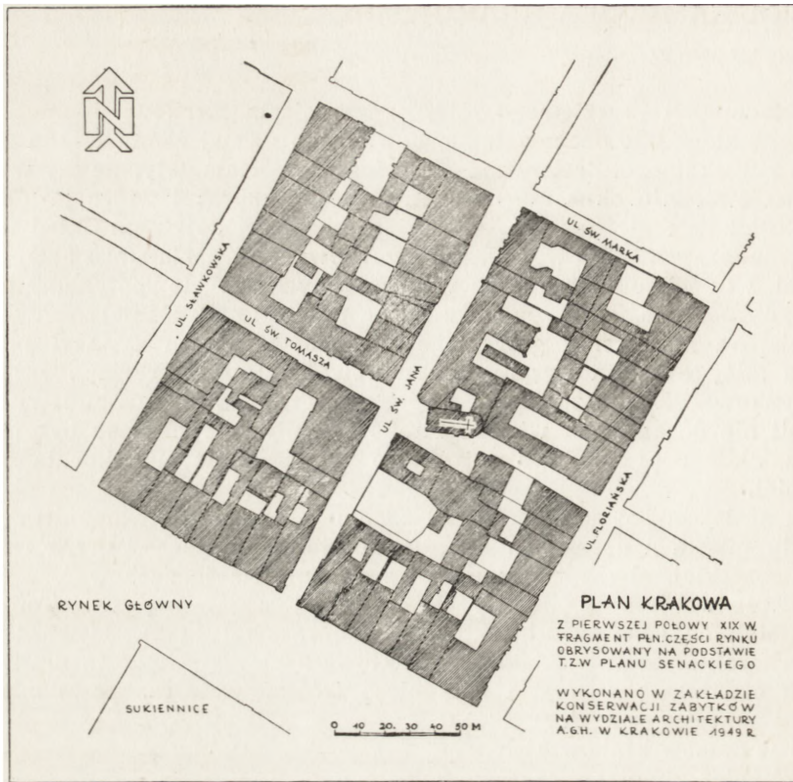 N
UL. SŁAWKOWSKA
UL ŚW TOMASZA
UL ŚW. JANA
UL ŚW. MARKA
UL. FLORIAŃSKA
RYNEK GŁÓWNY
SUKIENNICE
0 10 20. 30 40 50 M
PLAN KRAKOWA
Z PIERWSZEJ POŁOWY XIX W.
FRAGMENT PŁN. CZĘŚCI RYNKU
OBRYSOWANY NA PODSTAWIE
T.Z.W PLANU SENACKIEGO
WYKONANO W ZAKŁADZIE
KONSERWACJI ZABYTKÓW
NA WYDZIALE ARCHITEKTURY
A.GH. W KRAKOWIE 1949 R